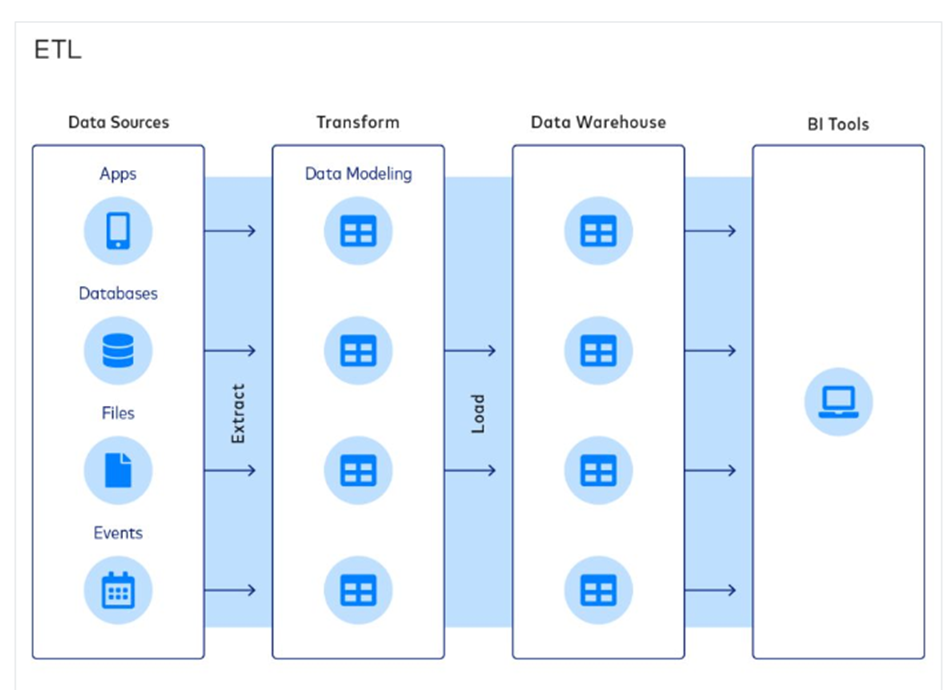 ETL
Data Sources
Transform
Data Warehouse
BI Tools
Apps
Data Modeling
Databases
Extract
Load
Files
Events